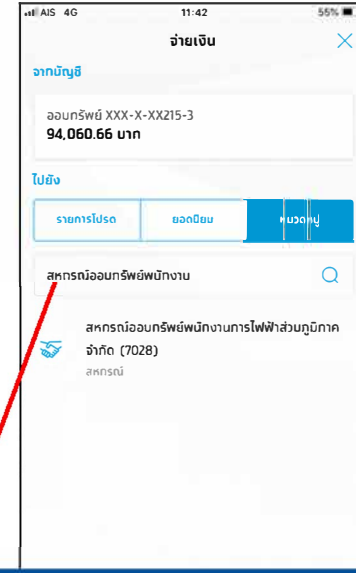 AIS 4G 11:42 55%
จ่ายเงิน
จากบัญชี
ออมทรัพย์ XXX-X-XX215-3
94,060.66 บาท
ไปยัง
รายการโปรด ยอดนิยม หมวดหมู่
สหกรณ์ออมทรัพย์พนักงาน
สหกรณ์ออมทรัพย์พนักงานการไฟฟ้าส่วนภูมิภาค
จำกัด (7028)
สหกรณ์